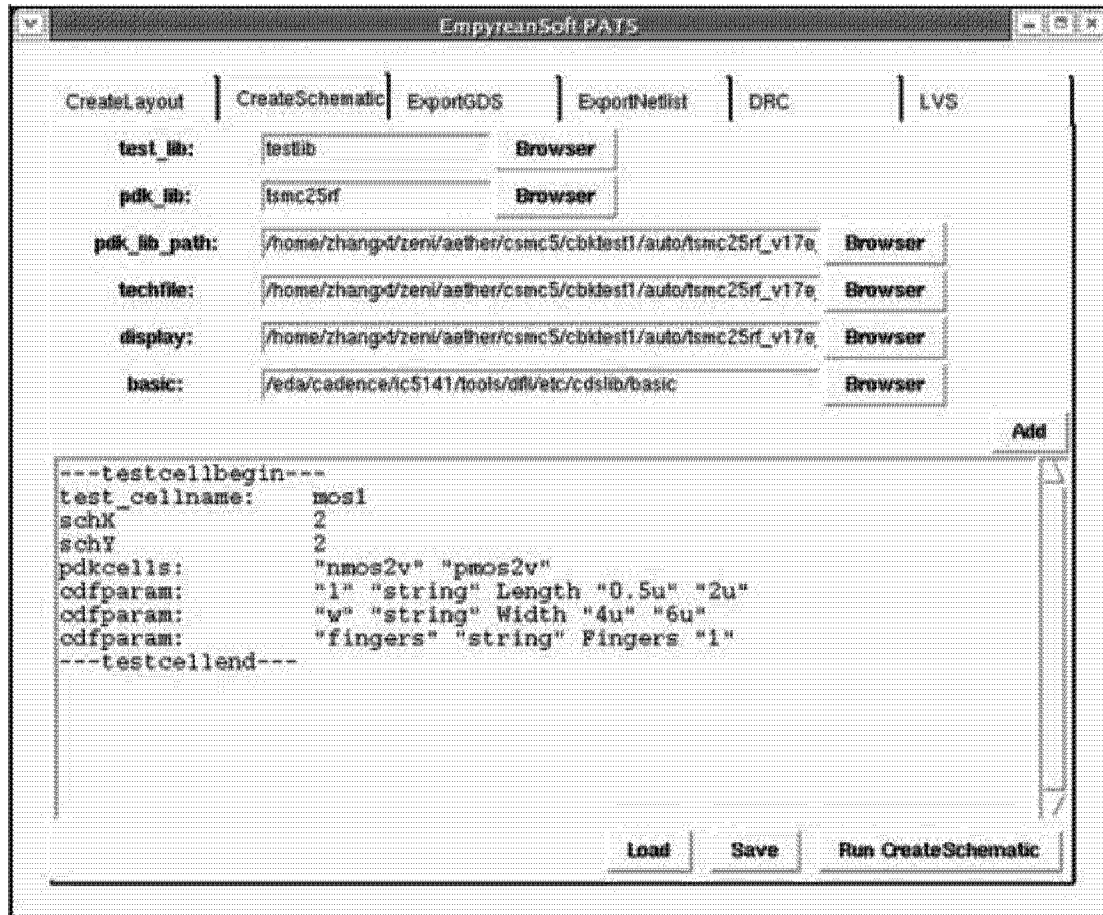 EmpyreanSoft PATS
CreateLayout CreateSchematic ExportGDS ExportNetlist DRC LVS
test_lib: testlib Browser
pdk_lib: tsmc25rf Browser
pdk_lib_path: /home/zhangxd/zeni/aether/csmc5/cbktest1/auto/tsmc25rf_v17e_ Browser
techfile: /home/zhangxd/zeni/aether/csmc5/cbktest1/auto/tsmc25rf_v17e_ Browser
display: /home/zhangxd/zeni/aether/csmc5/cbktest1/auto/tsmc25rf_v17e_ Browser
basic: /eda/cadence/ic5141/tools/dfII/etc/cdslib/basic Browser
Add
---testcellbegin---
test_cellname: mos1
schX 2
schY 2
pdkcells: "nmos2v" "pmos2v"
cdfparam: "l" "string" Length "0.5u" "2u"
cdfparam: "w" "string" Width "4u" "6u"
cdfparam: "fingers" "string" Fingers "1"
---testcellend---
Load Save Run CreateSchematic